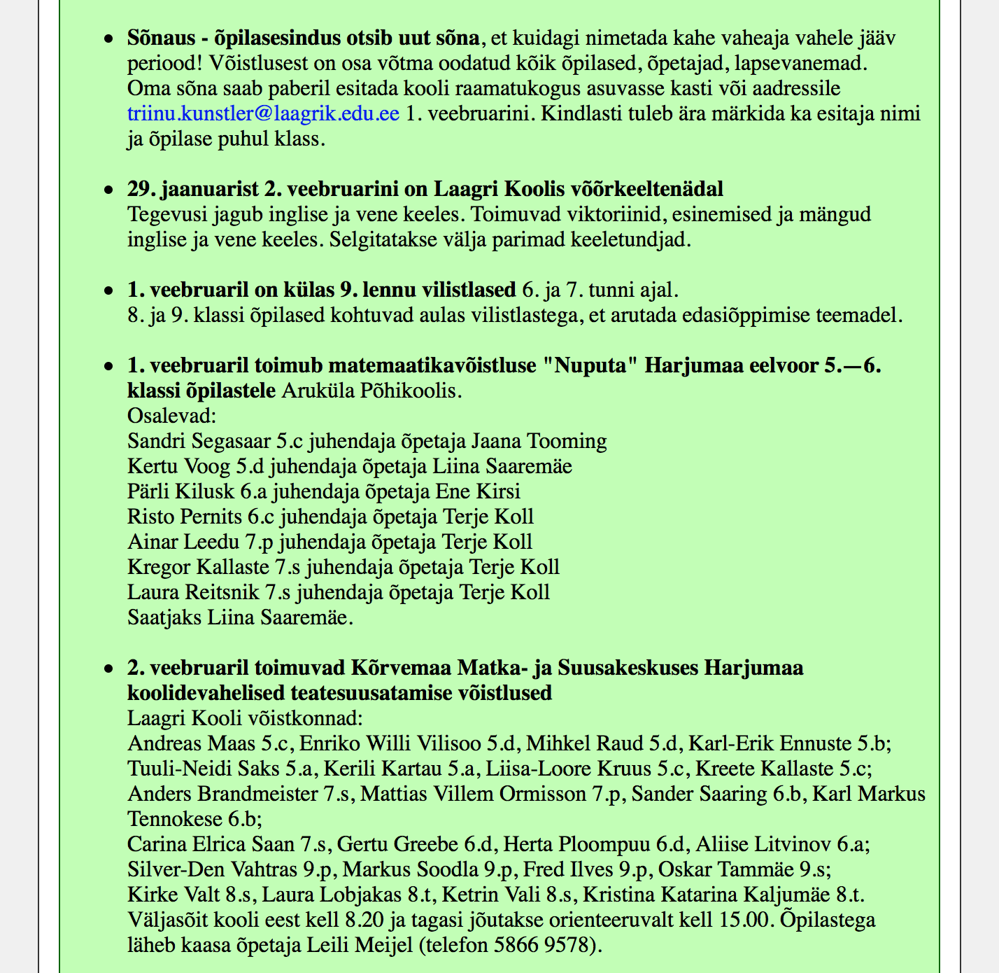 • Sõnaus - õpilasesindus otsib uut sõna, et kuidagi nimetada kahe vaheaja vahele jääv
periood! Võistlusest on osa võtma oodatud kõik õpilased, õpetajad, lapsevanemad.
Oma sõna saab paberil esitada kooli raamatukogus asuvasse kasti või aadressile
triinu.kunstler@laagrik.edu.ee 1. veebruarini. Kindlasti tuleb ära märkida ka esitaja nimi
ja õpilase puhul klass.
• 29. jaanuarist 2. veebruarini on Laagri Koolis võõrkeeltenädal
Tegevusi jagub inglise ja vene keeles. Toimuvad viktoriinid, esinemised ja mängud
inglise ja vene keeles. Selgitatakse välja parimad keeletundjad.
• 1. veebruaril on külas 9. lennu vilistlased 6. ja 7. tunni ajal.
8. ja 9. klassi õpilased kohtuvad aulas vilistlastega, et arutada edasiõppimise teemadel.
• 1. veebruaril toimub matemaatikavõistluse "Nuputa" Harjumaa eelvoor 5.—6.
klassi õpilastele Aruküla Põhikoolis.
Osalevad:
Sandri Segasaar 5.c juhendaja õpetaja Jaana Tooming
Kertu Voog 5.d juhendaja õpetaja Liina Saaremäe
Pärli Kilusk 6.a juhendaja õpetaja Ene Kirsi
Risto Pernits 6.c juhendaja õpetaja Terje Koll
Ainar Leedu 7.p juhendaja õpetaja Terje Koll
Kregor Kallaste 7.s juhendaja õpetaja Terje Koll
Laura Reitsnik 7.s juhendaja õpetaja Terje Koll
Saatjaks Liina Saaremäe.
• 2. veebruaril toimuvad Kõrvemaa Matka- ja Suusakeskuses Harjumaa
koolidevahelised teatesuusatamise võistlused
Laagri Kooli võistkonnad:
Andreas Maas 5.c, Enriko Willi Vilisoo 5.d, Mihkel Raud 5.d, Karl-Erik Ennuste 5.b;
Tuuli-Neidi Saks 5.a, Kerili Kartau 5.a, Liisa-Loore Kruus 5.c, Kreete Kallaste 5.c;
Anders Brandmeister 7.s, Mattias Villem Ormisson 7.p, Sander Saaring 6.b, Karl Markus
Tennokese 6.b;
Carina Elrica Saan 7.s, Gertu Greebe 6.d, Herta Ploompuu 6.d, Aliise Litvinov 6.a;
Silver-Den Vahtras 9.p, Markus Soodla 9.p, Fred Ilves 9.p, Oskar Tammäe 9.s;
Kirke Valt 8.s, Laura Lobjakas 8.t, Ketrin Vali 8.s, Kristina Katarina Kaljumäe 8.t.
Väljasõit kooli eest kell 8.20 ja tagasi jõutakse orienteeruvalt kell 15.00. Õpilastega
läheb kaasa õpetaja Leili Meijel (telefon 5866 9578).